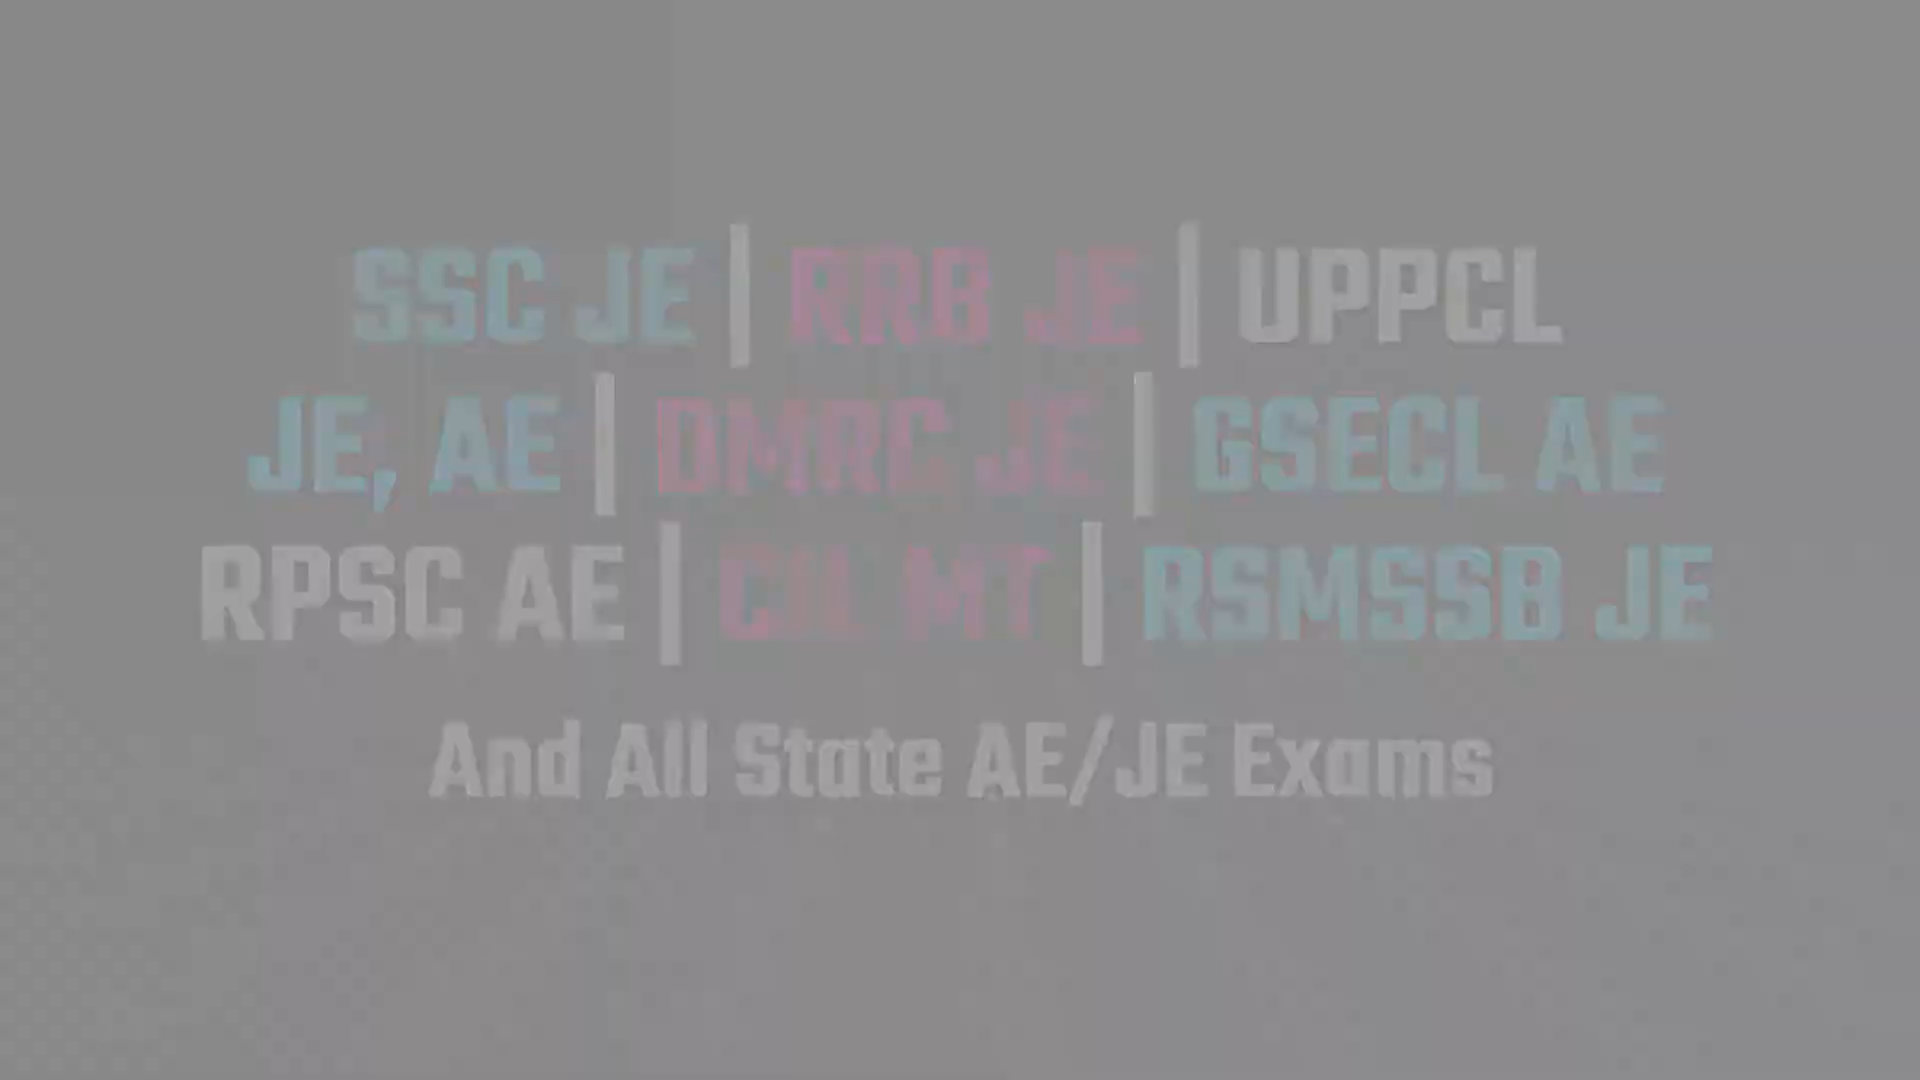 SSC JE | RRB JE | UPPCL
JE, AE | DMRC JE | GSECL AE
RPSC AE | CIL MT | RSMSSB JE
And All State AE/JE Exams